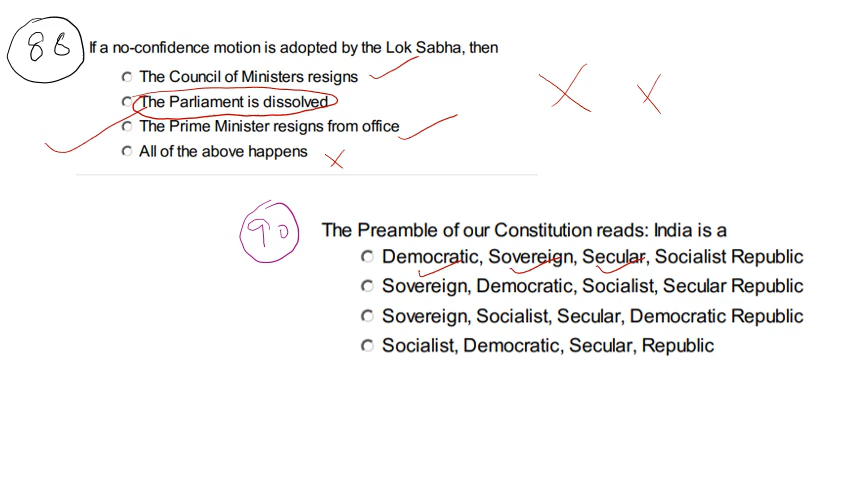 86
If a no-confidence motion is adopted by the Lok Sabha, then
The Council of Ministers resigns
The Parliament is dissolved
The Prime Minister resigns from office
All of the above happens
90
The Preamble of our Constitution reads: India is a
Democratic, Sovereign, Secular, Socialist Republic
Sovereign, Democratic, Socialist, Secular Republic
Sovereign, Socialist, Secular, Democratic Republic
Socialist, Democratic, Secular, Republic